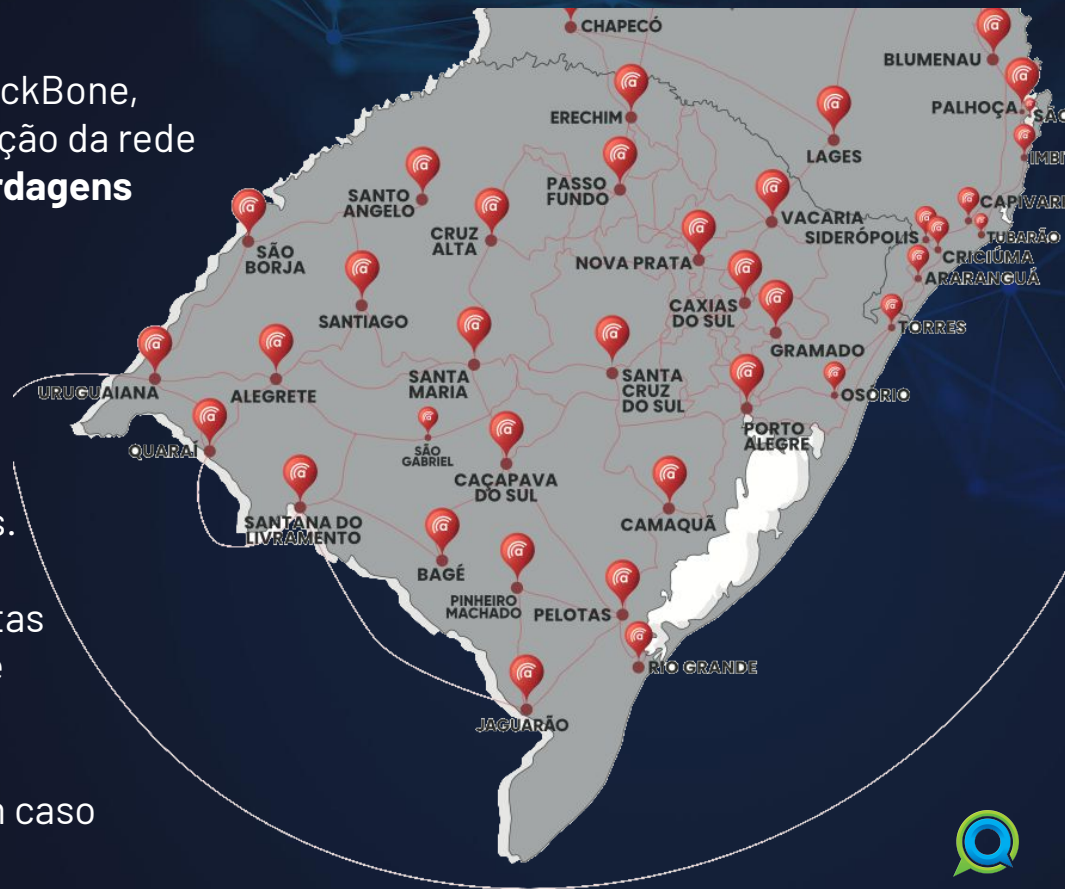 ckBone,
ção da rede
rdagens
s.
tas
e
n caso
CHAPECÓ
BLUMENAU
PALHOÇA
SÃO
IMBI
ERECHIM
LAGES
SANTO
ANGELO
PASSO
FUNDO
VACARIA
CAPIVARI
TUBARÃO
SIDERÓPOLIS
CRICIÚMA
ARARANGUÁ
SÃO
BORJA
CRUZ
ALTA
NOVA PRATA
SANTIAGO
CAXIAS
DO SUL
TORRES
GRAMADO
URUGUAIANA
ALEGRETE
SANTA
MARIA
SANTA
CRUZ
DO SUL
OSÓRIO
QUARAÍ
SÃO
GABRIEL
PORTO
ALEGRE
CAÇAPAVA
DO SUL
SANTANA DO
LIVRAMENTO
CAMAQUÃ
BAGÉ
PINHEIRO
MACHADO
PELOTAS
RIO GRANDE
JAGUARÃO